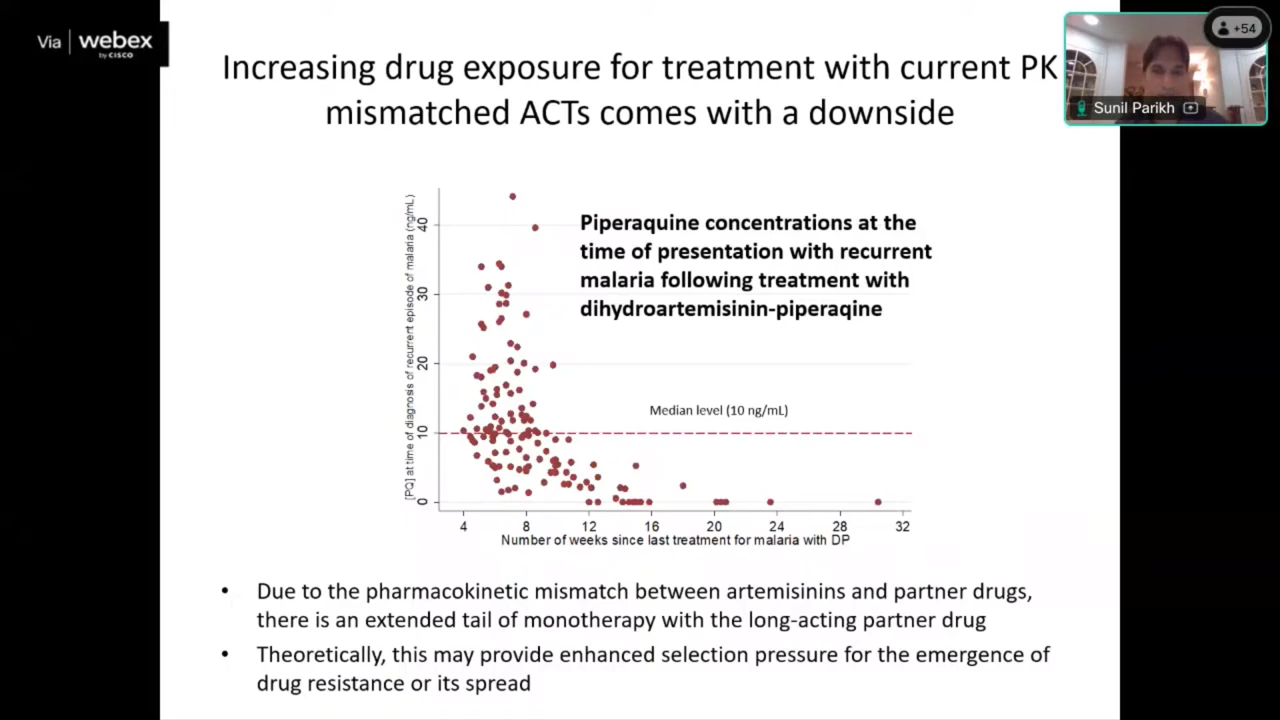 Via | webex
by CISCO
+54
Sunil Parikh
Increasing drug exposure for treatment with current PK
mismatched ACTs comes with a downside
[PQ] at time of diagnosis of recurrent episode of malaria (ng/mL)
40
30
20
10
0
Piperaquine concentrations at the
time of presentation with recurrent
malaria following treatment with
dihydroartemisinin-piperaqine
Median level (10 ng/mL)
4 8 12 16 20 24 28 32
Number of weeks since last treatment for malaria with DP
• Due to the pharmacokinetic mismatch between artemisinins and partner drugs,
there is an extended tail of monotherapy with the long-acting partner drug
• Theoretically, this may provide enhanced selection pressure for the emergence of
drug resistance or its spread